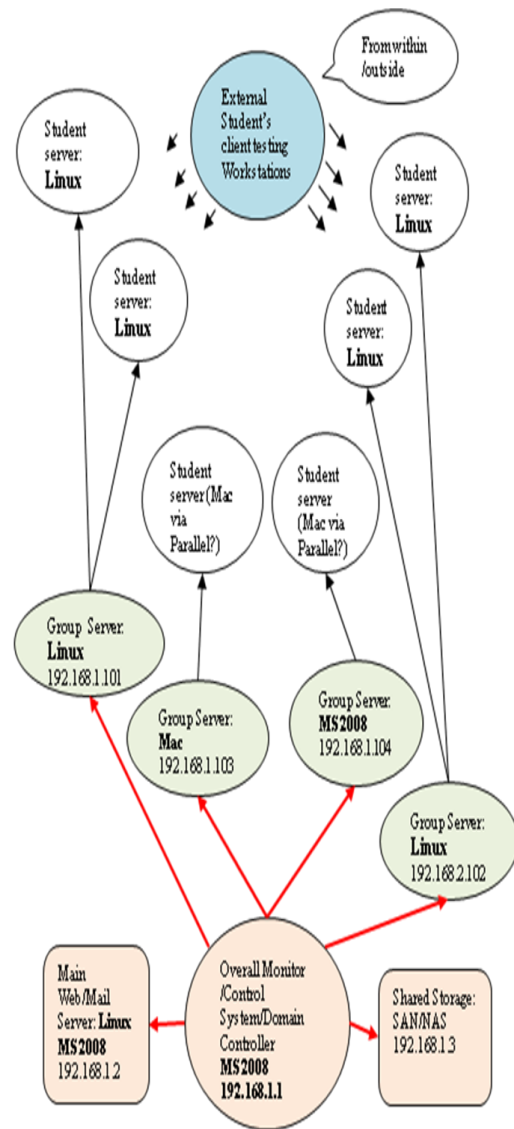 From within
/outside
External
Student's
client testing
Workstations
Student
server:
Linux
Student
server:
Linux
Student
server:
Linux
Student
server:
Linux
Student
server (Mac
via
Parallel?)
Student
server
(Mac via
Parallel?)
Group Server:
Linux
192.168.1.101
Group Server:
Mac
192.168.1.103
Group Server:
MS2008
192.168.1.104
Group Server:
Linux
192.168.2.102
Main
Web/Mail
Server: Linux
MS2008
192.168.1.2
Overall Monitor
/Control
System/Domain
Controller
MS2008
192.168.1.1
Shared Storage:
SAN/NAS
192.168.1.3